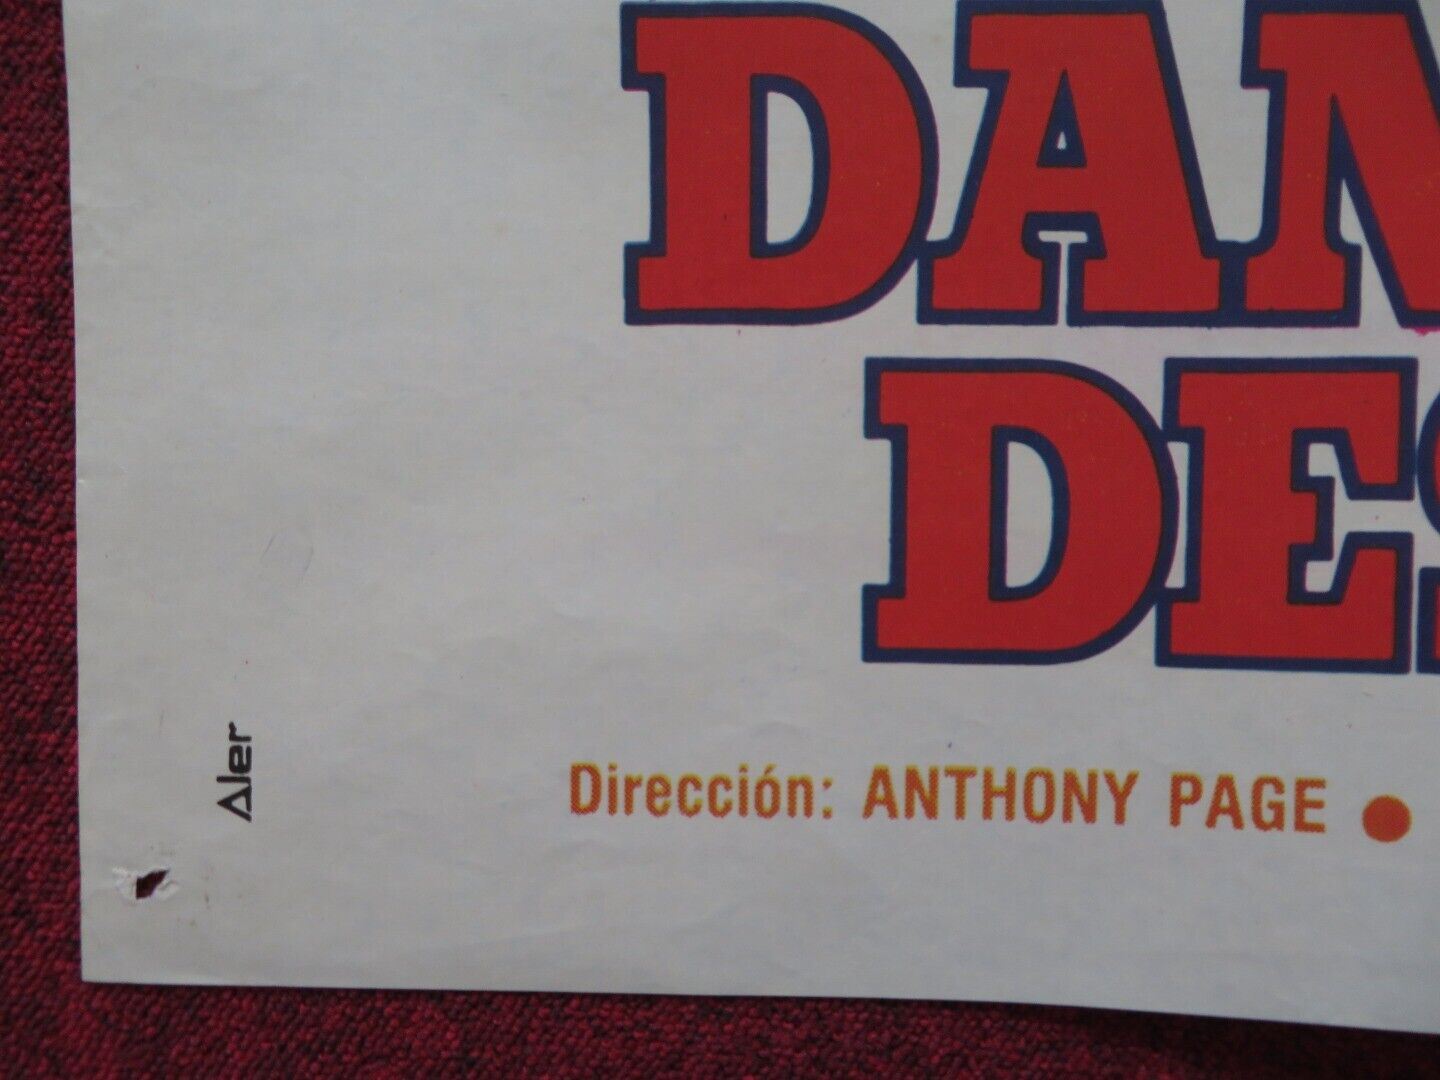 DAN
DES
Dirección: ANTHONY PAGE ●
Aler